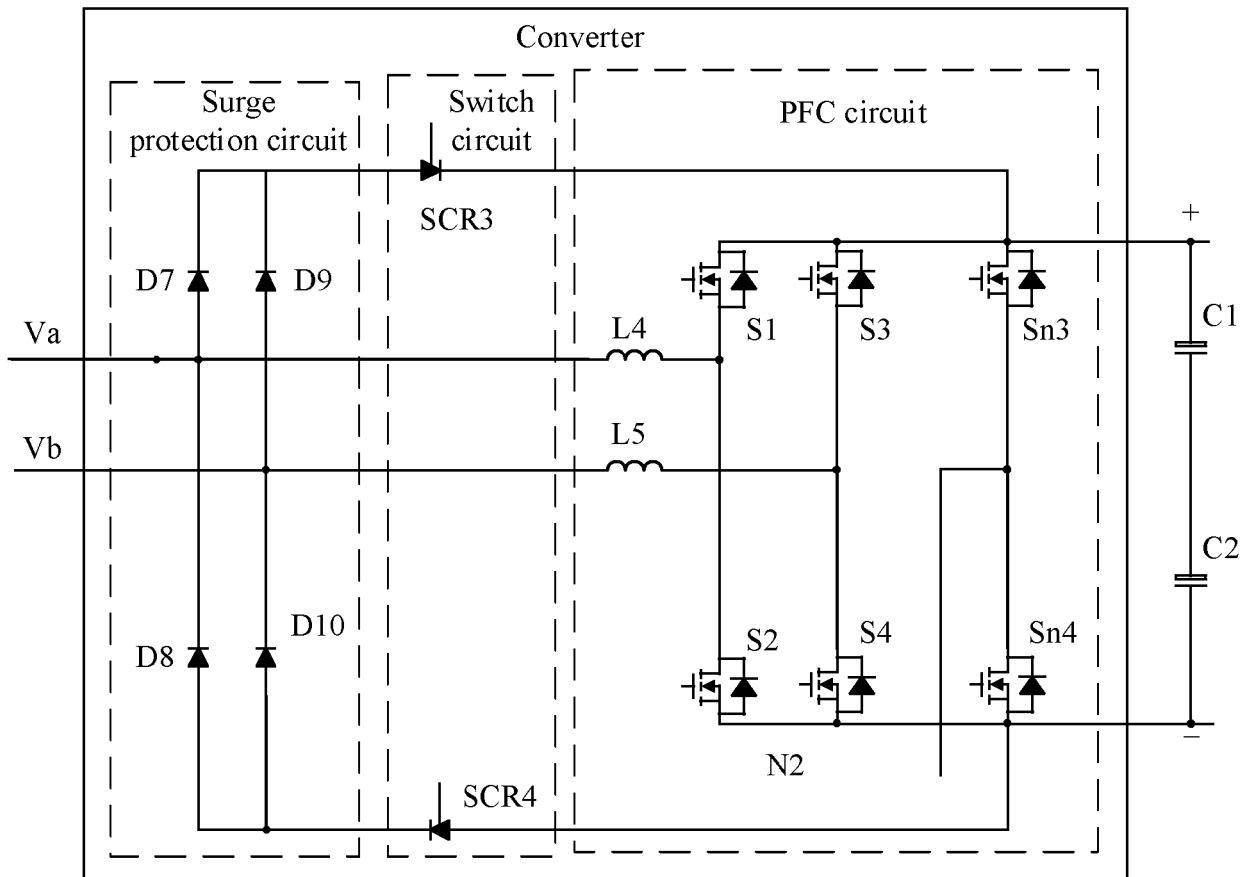 Converter
Surge
protection circuit
Switch
circuit
PFC circuit
SCR3
+
D7
D9
S1
S3
Sn3
C1
Va
L4
Vb
L5
C2
D8
D10
S2
S4
Sn4
−
N2
SCR4